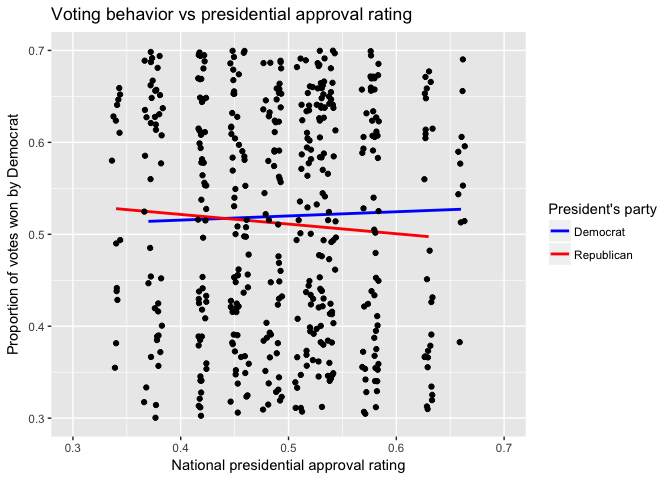 Voting behavior vs presidential approval rating
Proportion of votes won by Democrat
0.7
0.6
0.5
0.4
0.3
0.3 0.4 0.5 0.6 0.7
National presidential approval rating
President's party
Democrat
Republican